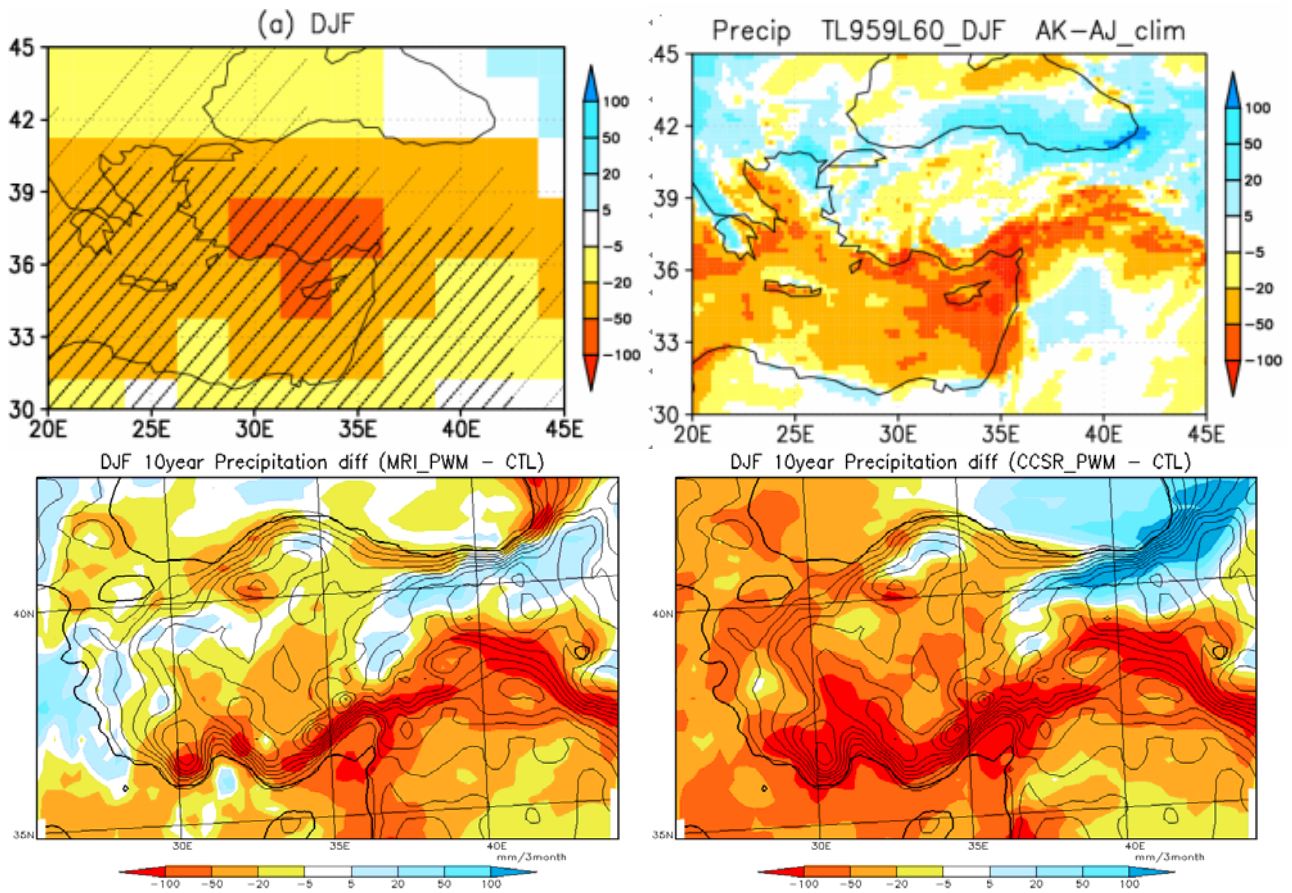 (a) DJF
45
42
39
36
33
30
20E 25E 30E 35E 40E 45E
100
50
20
5
−5
−20
−50
−100
Precip TL959L60_DJF AK−AJ_clim
45
42
39
36
33
30
20E 25E 30E 35E 40E 45E
100
50
20
5
−5
−20
−50
−100
DJF 10year Precipitation diff (MRI_PWM − CTL)
40N
35N
30E 35E 40E
mm/3month
−100 −50 −20 −5 5 20 50 100
DJF 10year Precipitation diff (CCSR_PWM − CTL)
40N
35N
30E 35E 40E
mm/3month
−100 −50 −20 −5 5 20 50 100